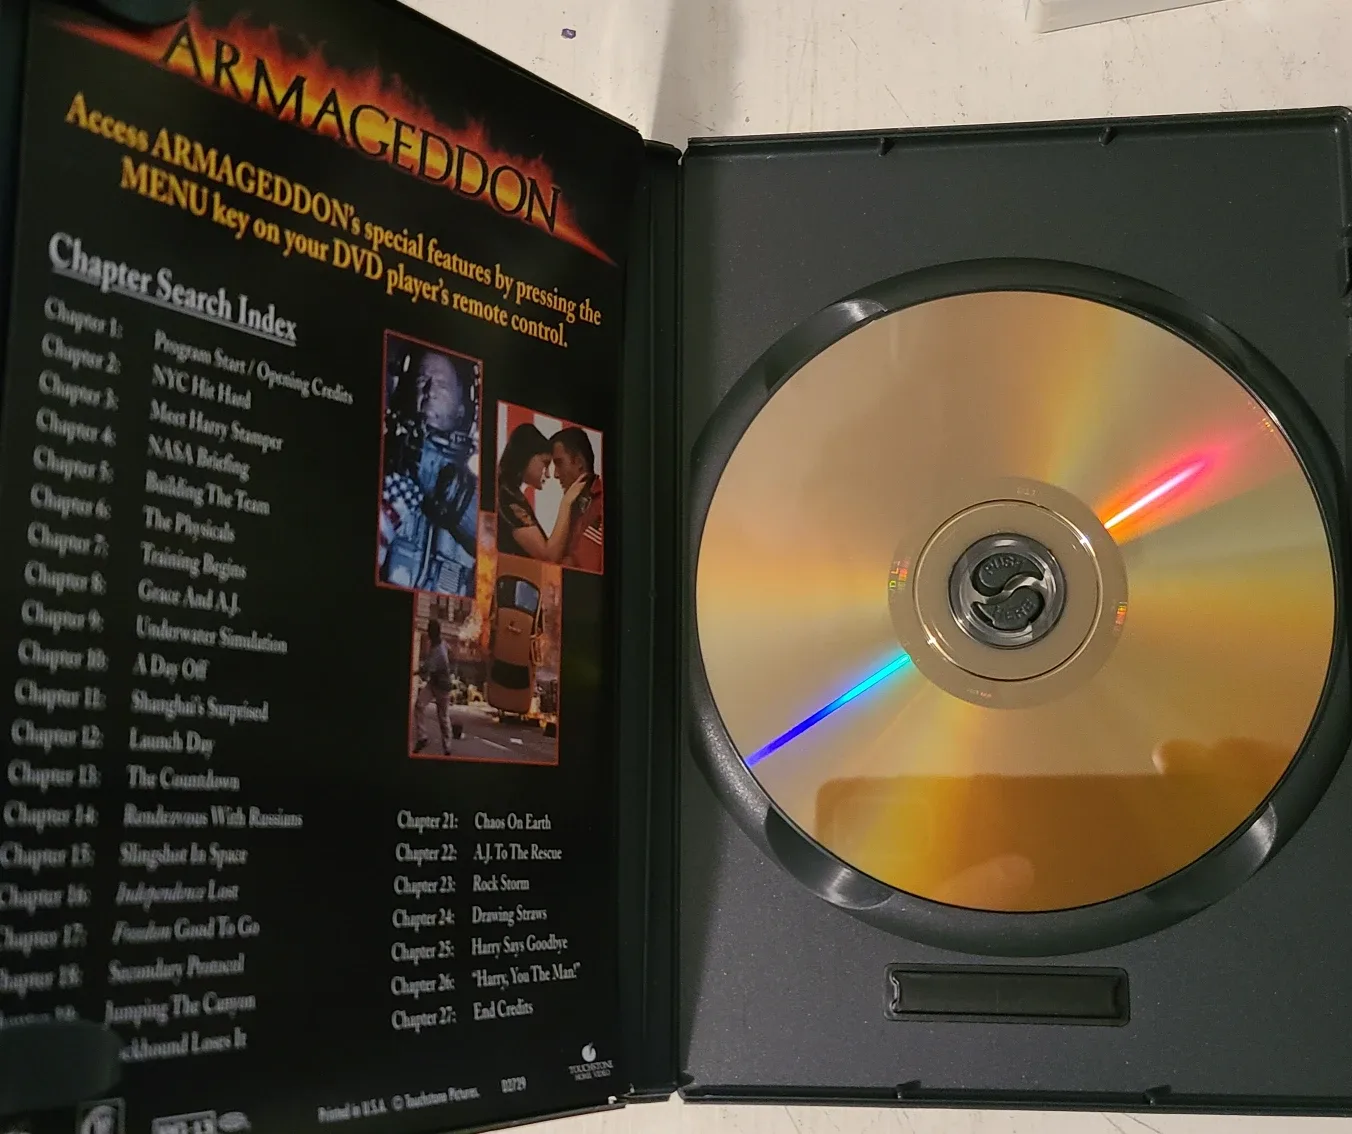 ARMAGEDDON
Access ARMAGEDDON's special features by pressing the
MENU key on your DVD player's remote control.
Chapter Search Index
Chapter 1: Program Start / Opening Credits
Chapter 2: NYC Hit Hard
Chapter 3: Meet Harry Stamper
Chapter 4: NASA Briefing
Chapter 5: Building The Team
Chapter 6: The Physicals
Chapter 7: Training Begins
Chapter 8: Grace And A.J.
Chapter 9: Underwater Simulation
Chapter 10: A Day Off
Chapter 11: Shanghai's Surprised
Chapter 12: Launch Day
Chapter 13: The Countdown
Chapter 14: Rendezvous With Russians
Chapter 15: Slingshot In Space
Chapter 16: Independence Lost
Chapter 17: Freedom Good To Go
Chapter 18: Secondary Protocol
Jumping The Canyon
Loses It
Chapter 21: Chaos On Earth
Chapter 22: A.J. To The Rescue
Chapter 23: Rock Storm
Chapter 24: Drawing Straws
Chapter 25: Harry Says Goodbye
Chapter 26: "Harry, You The Man!"
Chapter 27: End Credits
TOUCHSTONE
HOME VIDEO
Printed in U.S.A. © Touchstone Pictures. D3729
PUSH
HERE